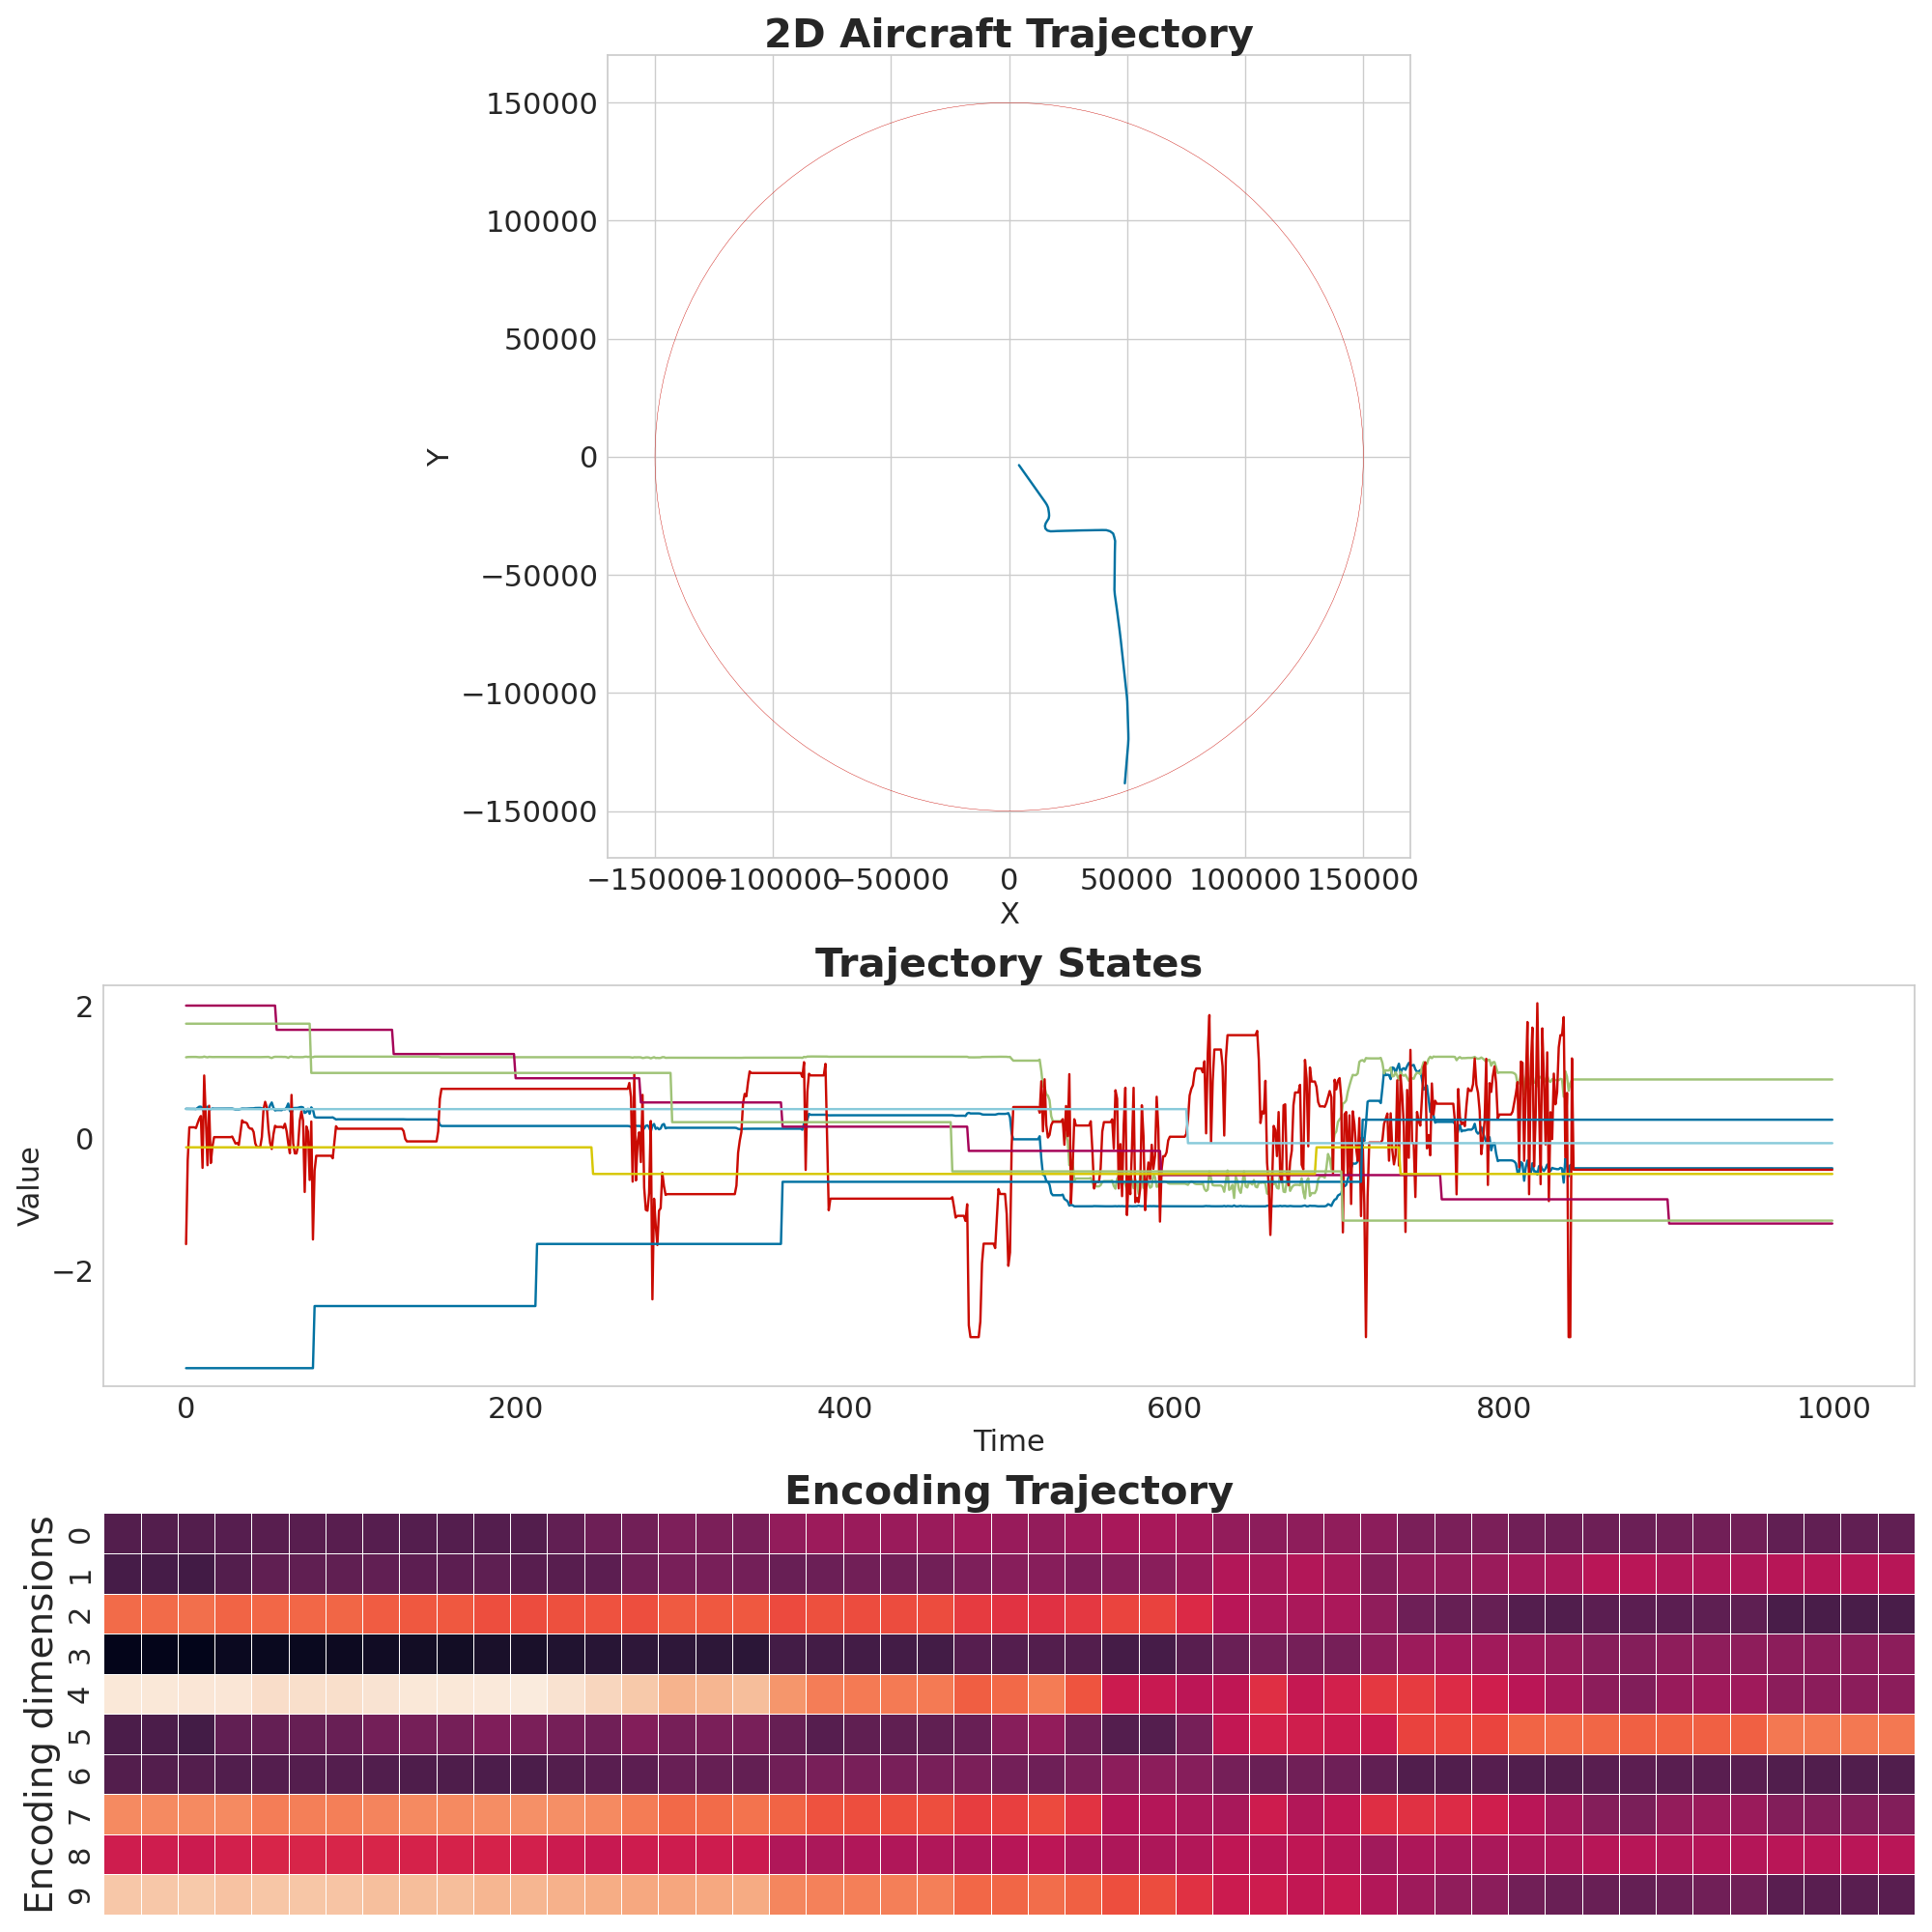 2D Aircraft Trajectory
150000
100000
50000
0
−50000
−100000
−150000
Y
−150000 −100000 −50000 0 50000 100000 150000
X
Trajectory States
2
0
−2
Value
0 200 400 600 800 1000
Time
Encoding Trajectory
Encoding dimensions
0
1
2
3
4
5
6
7
8
9